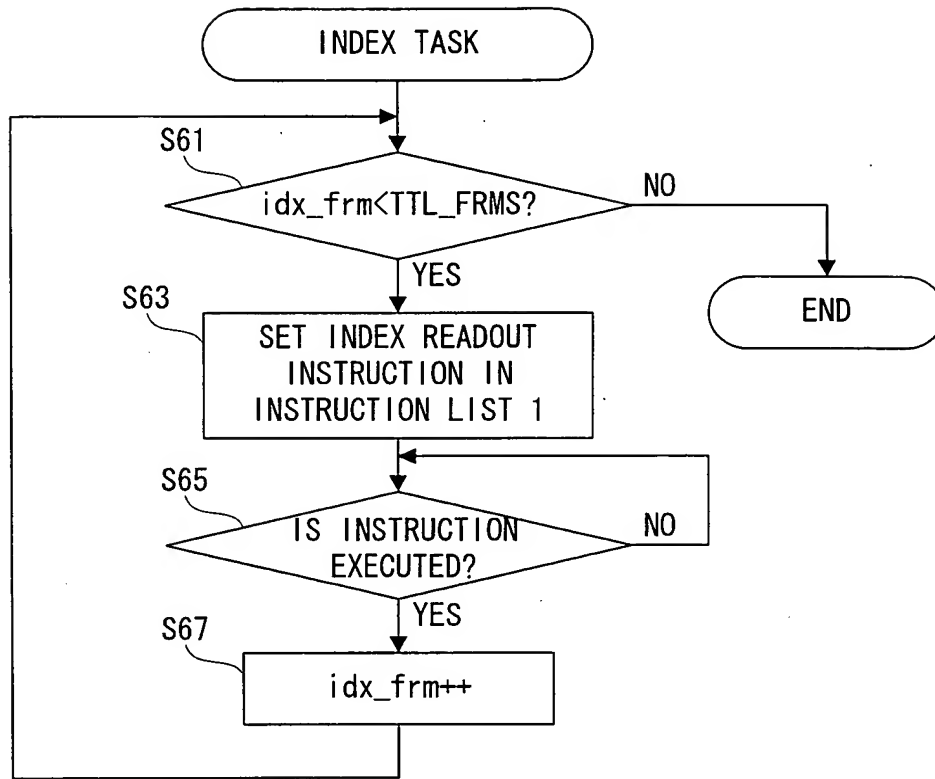 INDEX TASK
S61
idx_frm<TTL_FRMS?
NO
YES
END
S63
SET INDEX READOUT
INSTRUCTION IN
INSTRUCTION LIST 1
S65
IS INSTRUCTION
EXECUTED?
NO
YES
S67
idx_frm++